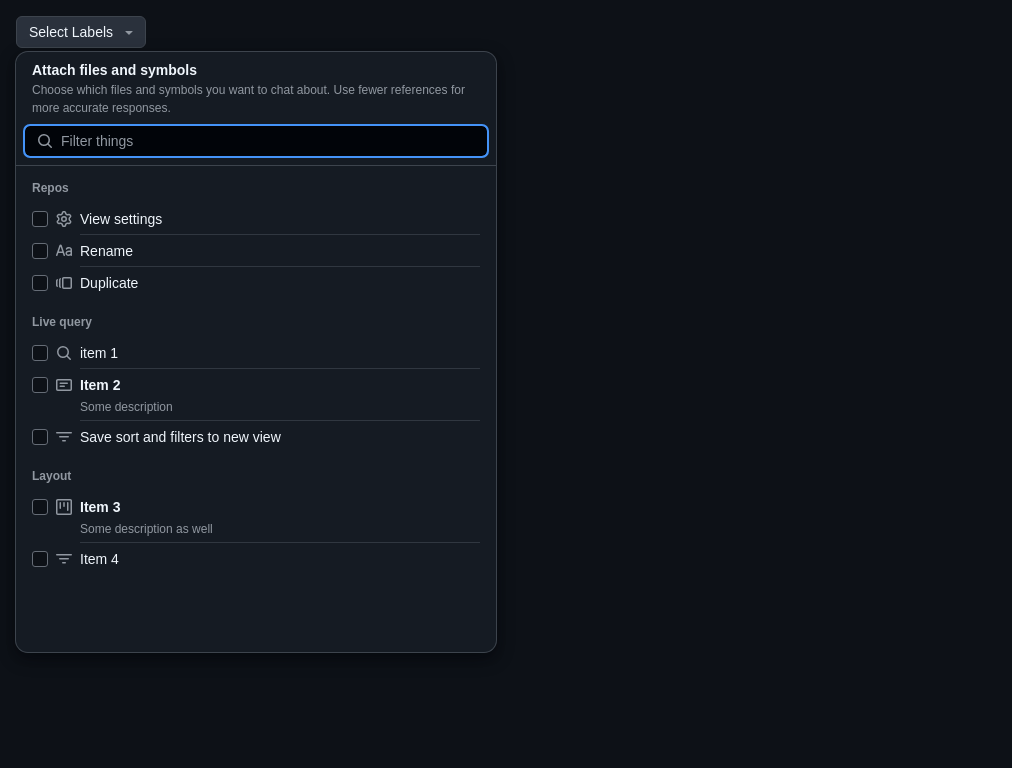 Select Labels
Attach files and symbols
Choose which files and symbols you want to chat about. Use fewer references for
more accurate responses.
Filter things
Repos
View settings
Rename
Duplicate
Live query
item 1
Item 2
Some description
Save sort and filters to new view
Layout
Item 3
Some description as well
Item 4